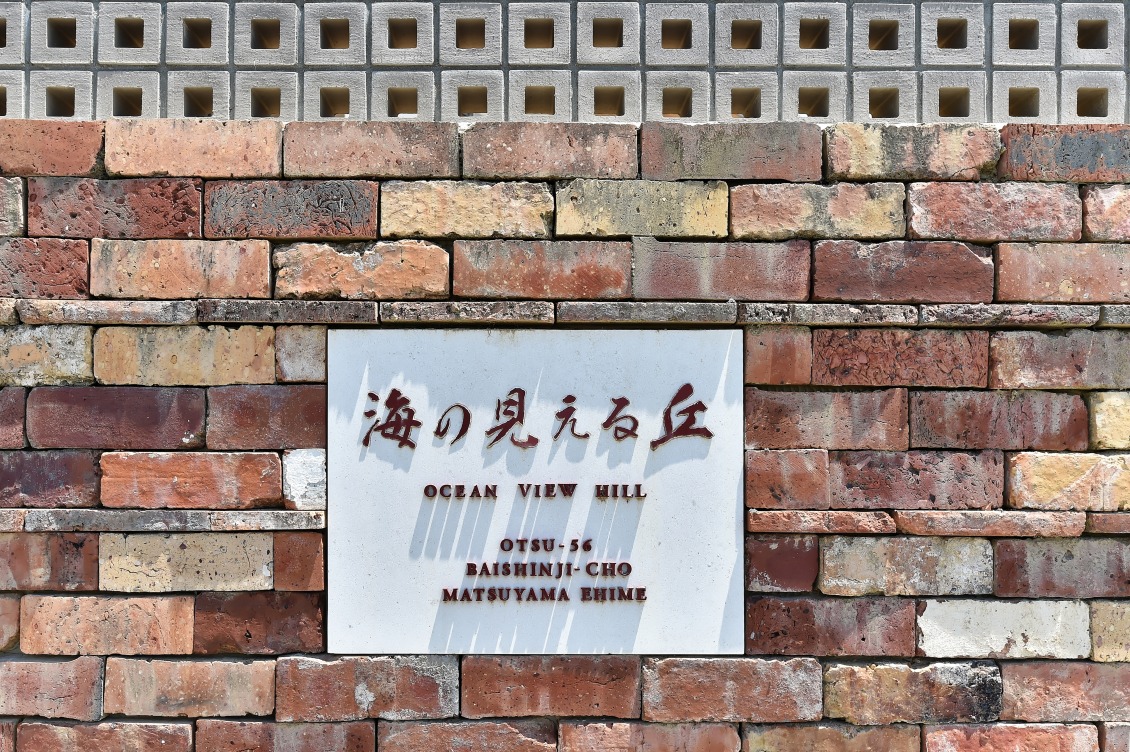 海の見える丘
OCEAN VIEW HILL
OTSU-56
BAISHINJI-CHO
MATSUYAMA EHIME